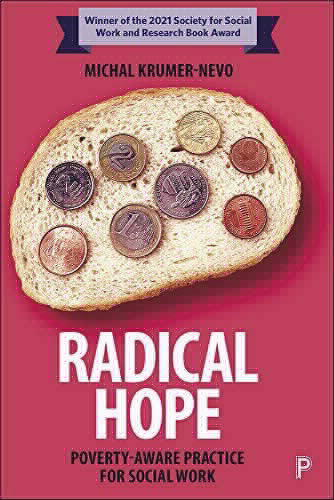 Winner of the 2021 Society for Social
Work and Research Book Award
MICHAL KRUMER-NEVO
RADICAL
HOPE
POVERTY-AWARE PRACTICE
FOR SOCIAL WORK
P